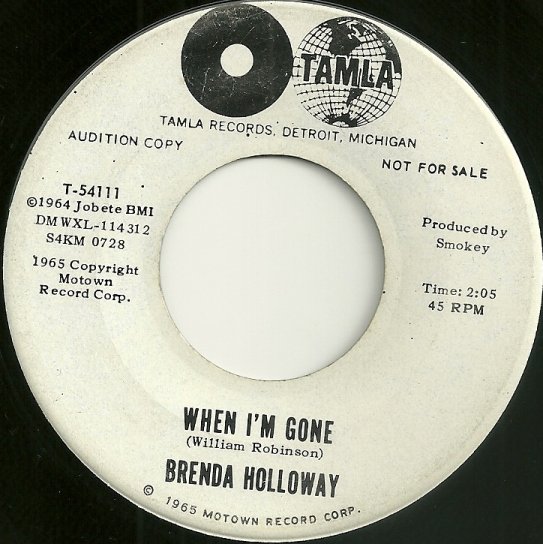 TAMLA
TAMLA RECORDS, DETROIT, MICHIGAN
AUDITION COPY
NOT FOR SALE
T-54111
©1964 Jobete BMI
DMWXL-114312
S4KM 0728
1965 Copyright
Motown
Record Corp.
Produced by
Smokey
Time: 2:05
45 RPM
WHEN I'M GONE
(William Robinson)
BRENDA HOLLOWAY
© 1965 MOTOWN RECORD CORP.